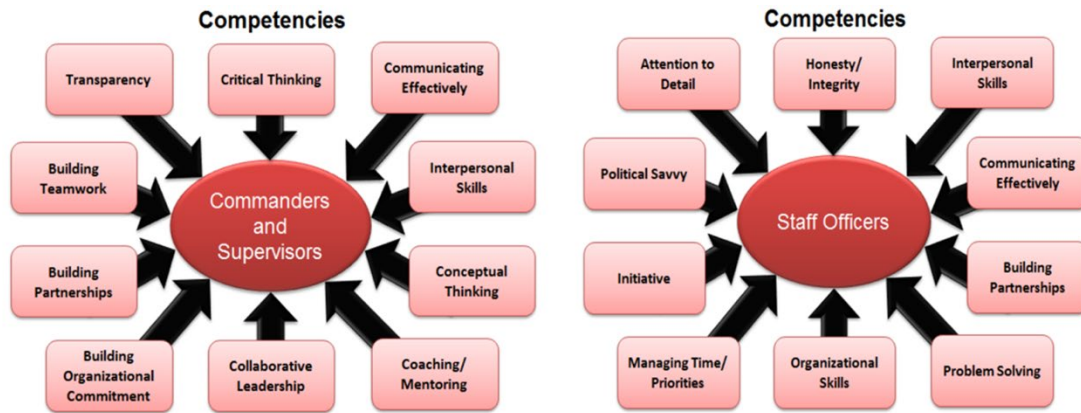 Competencies
Transparency
Critical Thinking
Communicating
Effectively
Building
Teamwork
Interpersonal
Skills
Commanders
and
Supervisors
Building
Partnerships
Conceptual
Thinking
Building
Organizational
Commitment
Collaborative
Leadership
Coaching/
Mentoring
Competencies
Attention to
Detail
Honesty/
Integrity
Interpersonal
Skills
Political Savvy
Communicating
Effectively
Staff Officers
Initiative
Building
Partnerships
Managing Time/
Priorities
Organizational
Skills
Problem Solving